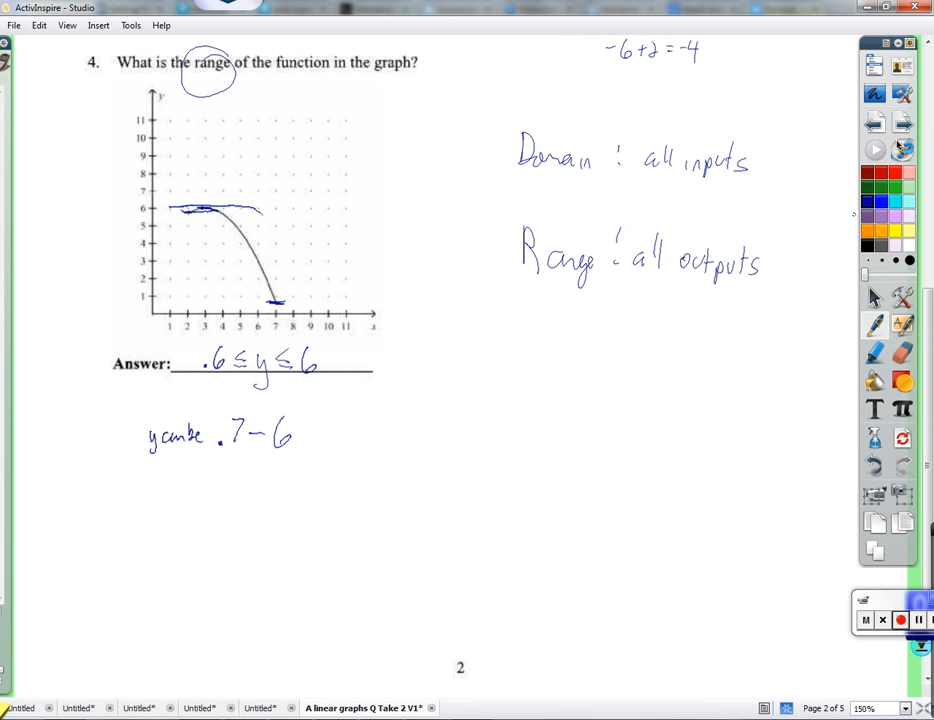 ActivInspire - Studio
File Edit View Insert Tools Help
-6+2=-4
4. What is the range of the function in the graph?
y
11
10
9
8
7
6
5
4
3
2
1
1 2 3 4 5 6 7 8 9 10 11 x
Domain : all inputs
Range : all outputs
Answer: .6 ≤ y ≤ 6
y can be .7 - 6
2
M
Untitled Untitled* Untitled* Untitled* Untitled* A linear graphs Q Take 2 V1* Page 2 of 5 150%